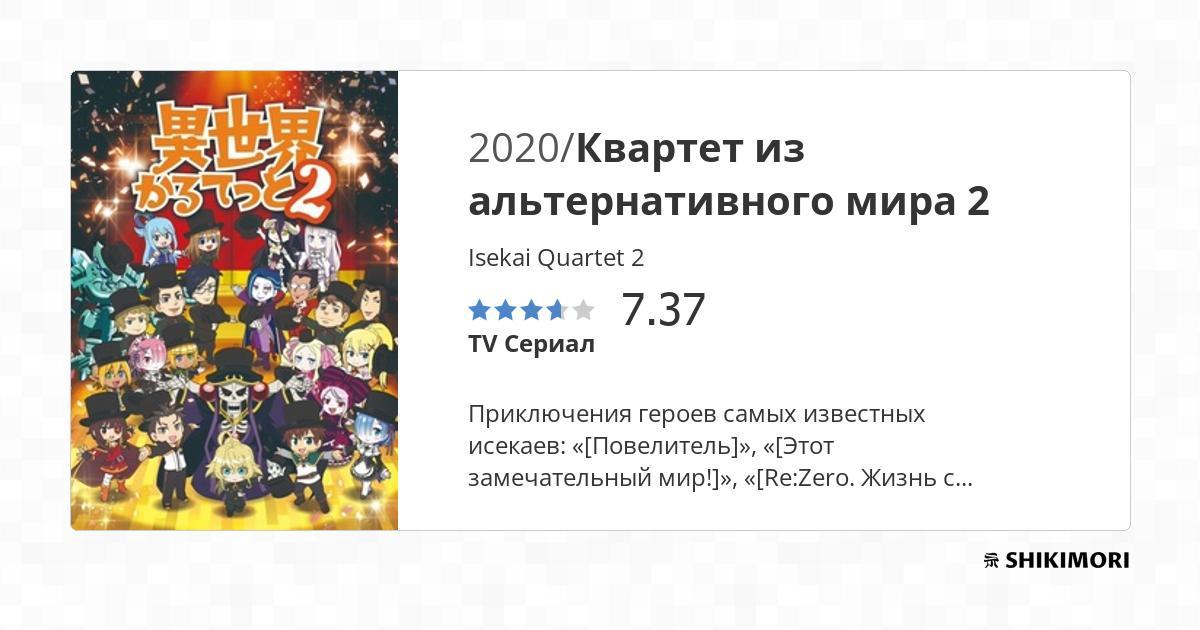 異世界
かるてっと2
2020/Квартет из
альтернативного мира 2
Isekai Quartet 2
7.37
TV Сериал
Приключения героев самых известных
исекаев: «[Повелитель]», «[Этот
замечательный мир!]», «[Re:Zero. Жизнь с...
SHIKIMORI